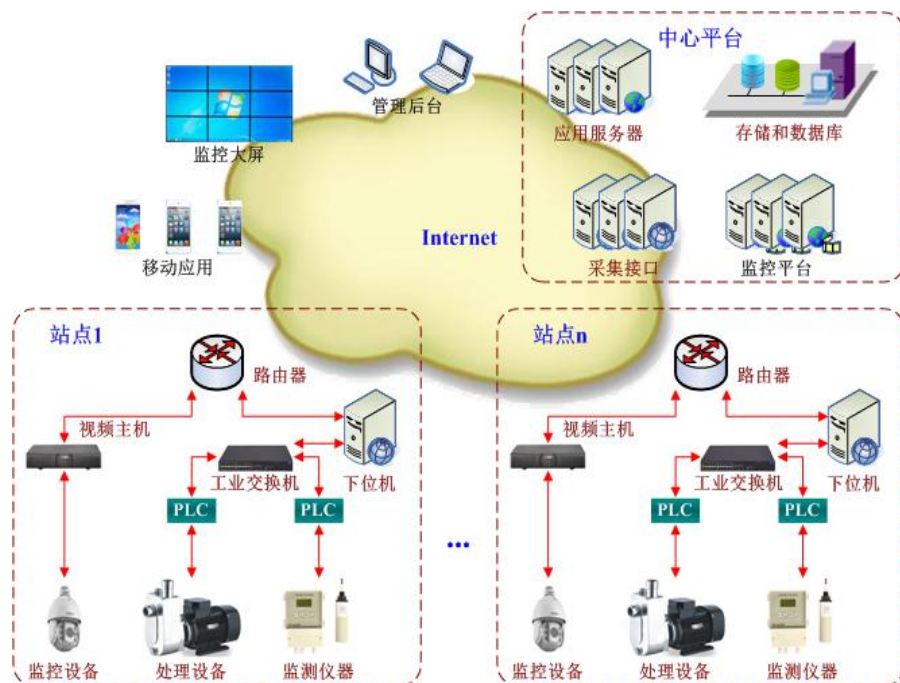 中心平台
管理后台
应用服务器
存储和数据库
监控大屏
Internet
移动应用
采集接口
监控平台
站点1
路由器
视频主机
工业交换机
下位机
PLC
PLC
监控设备
处理设备
监测仪器
...
站点n
路由器
视频主机
工业交换机
下位机
PLC
PLC
监控设备
处理设备
监测仪器